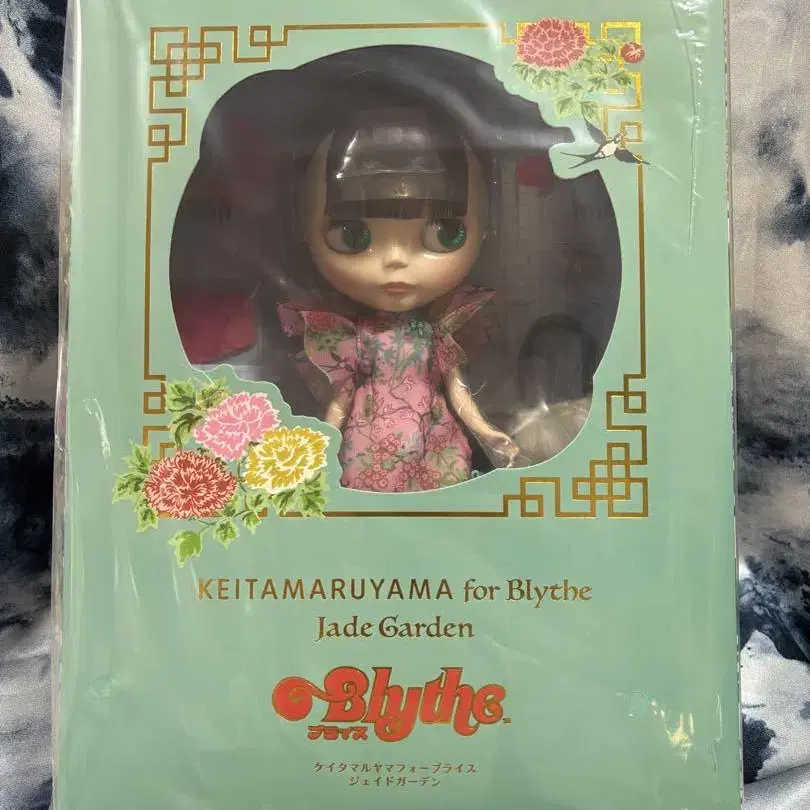 KEITAMARUYAMA for Blythe
Jade Garden
Blythe™
ブライス
ケイタマルヤマフォーブライス
ジェイドガーデン